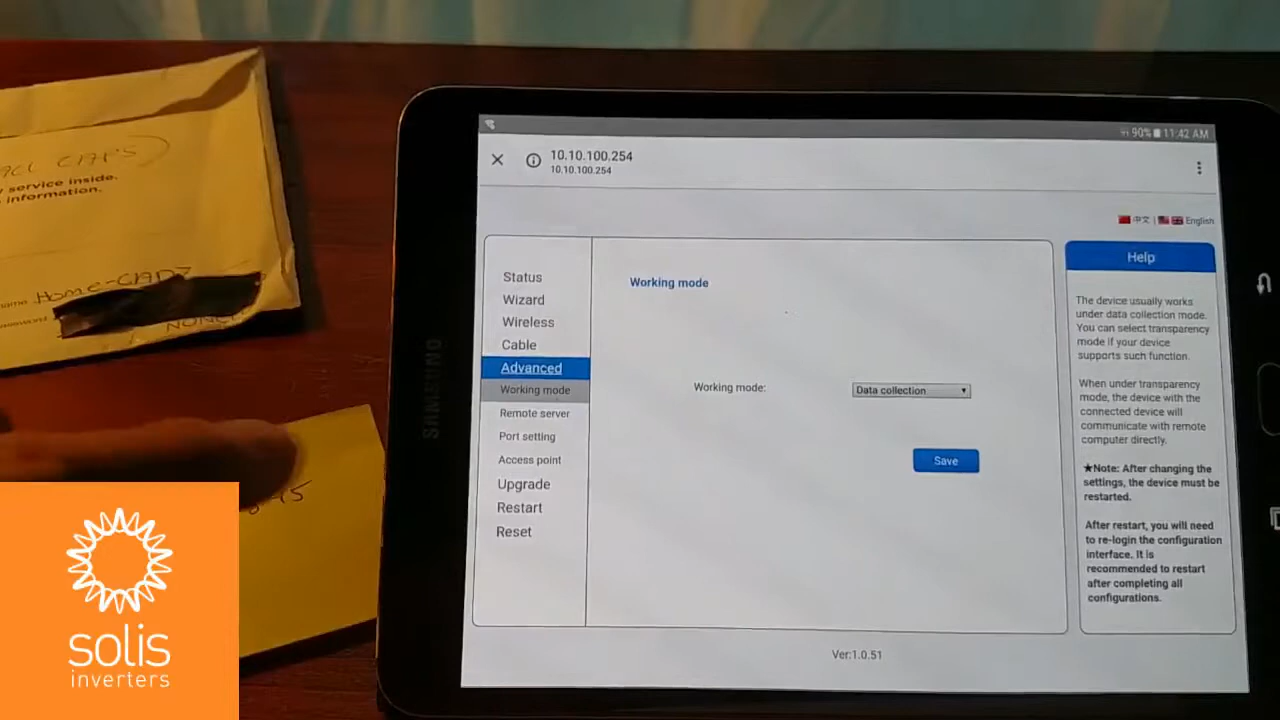 service inside.
information.
SAMSUNG
90% 11:42 AM
10.10.100.254
10.10.100.254
中文 | English
Status
Wizard
Wireless
Cable
Advanced
Working mode
Remote server
Port setting
Access point
Upgrade
Restart
Reset
Working mode
Working mode: Data collection
Save
Help
The device usually works
under data collection mode.
You can select transparency
mode if your device
supports such function.
When under transparency
mode, the device with the
connected device will
communicate with remote
computer directly.
★Note: After changing the
settings, the device must be
restarted.
After restart, you will need
to re-login the configuration
interface. It is
recommended to restart
after completing all
configurations.
Ver:1.0.51
solis
inverters